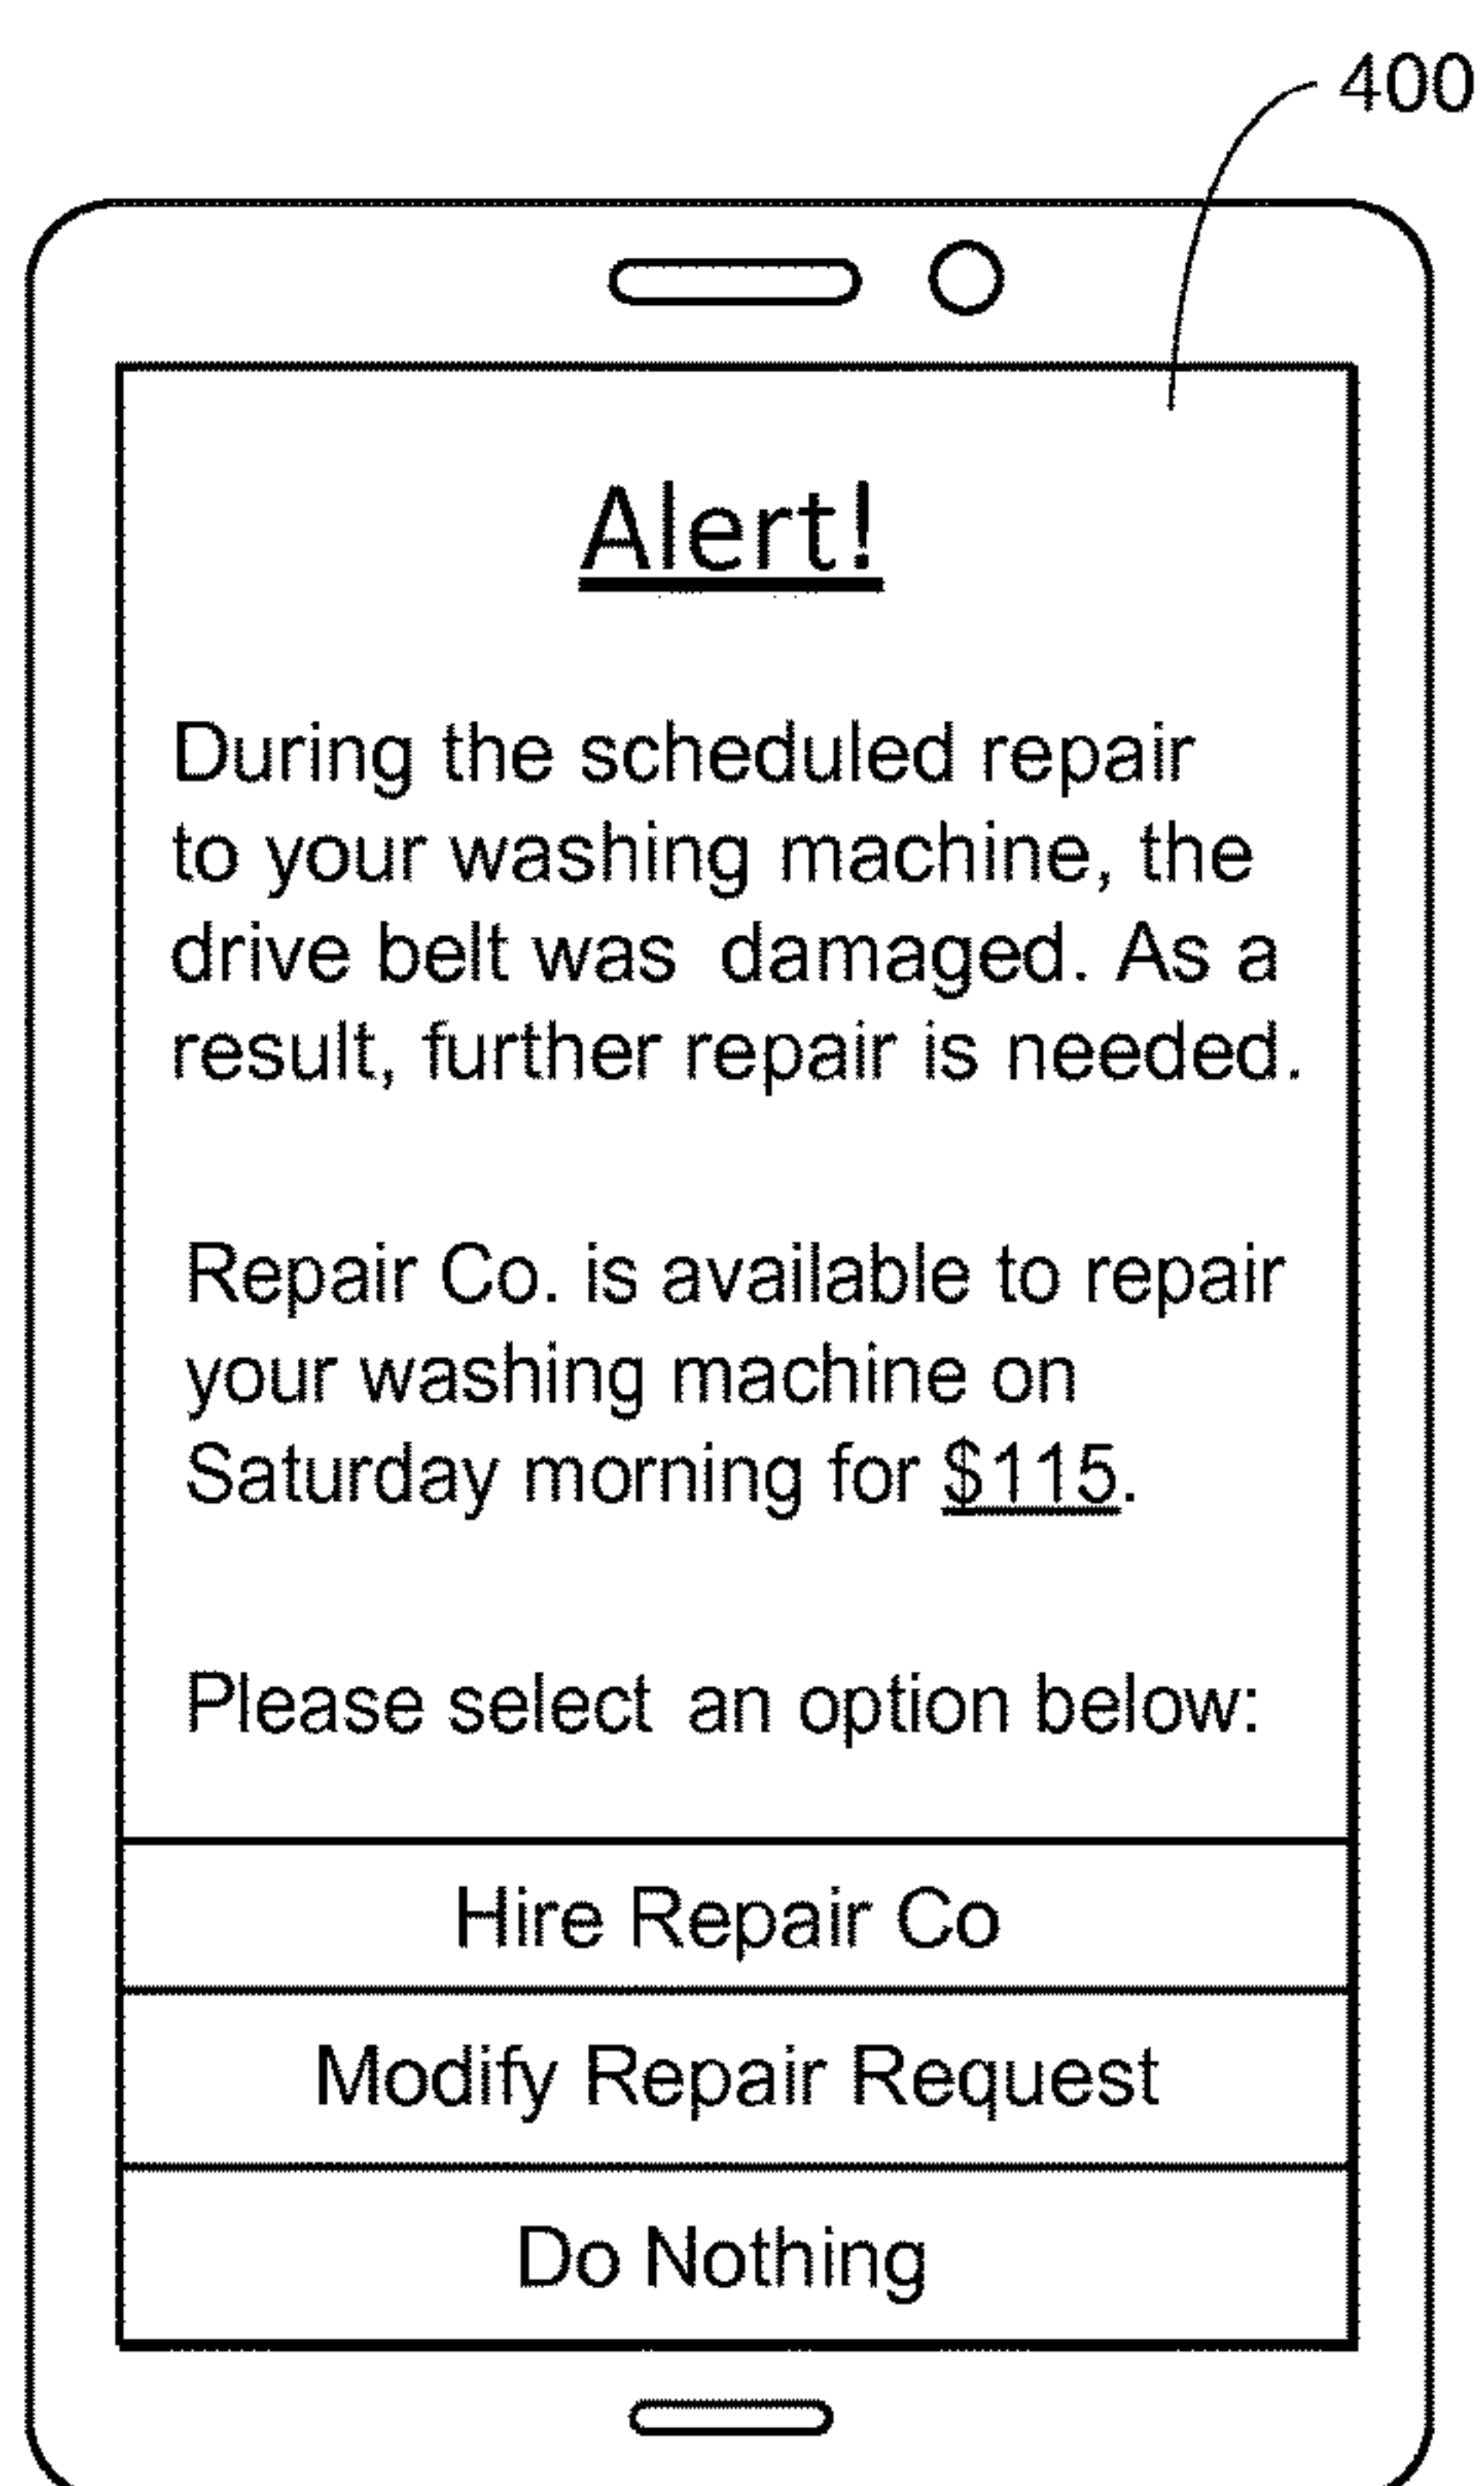 400
Alert!
During the scheduled repair
to your washing machine, the
drive belt was damaged. As a
result, further repair is needed.
Repair Co. is available to repair
your washing machine on
Saturday morning for $115.
Please select an option below:
Hire Repair Co
Modify Repair Request
Do Nothing